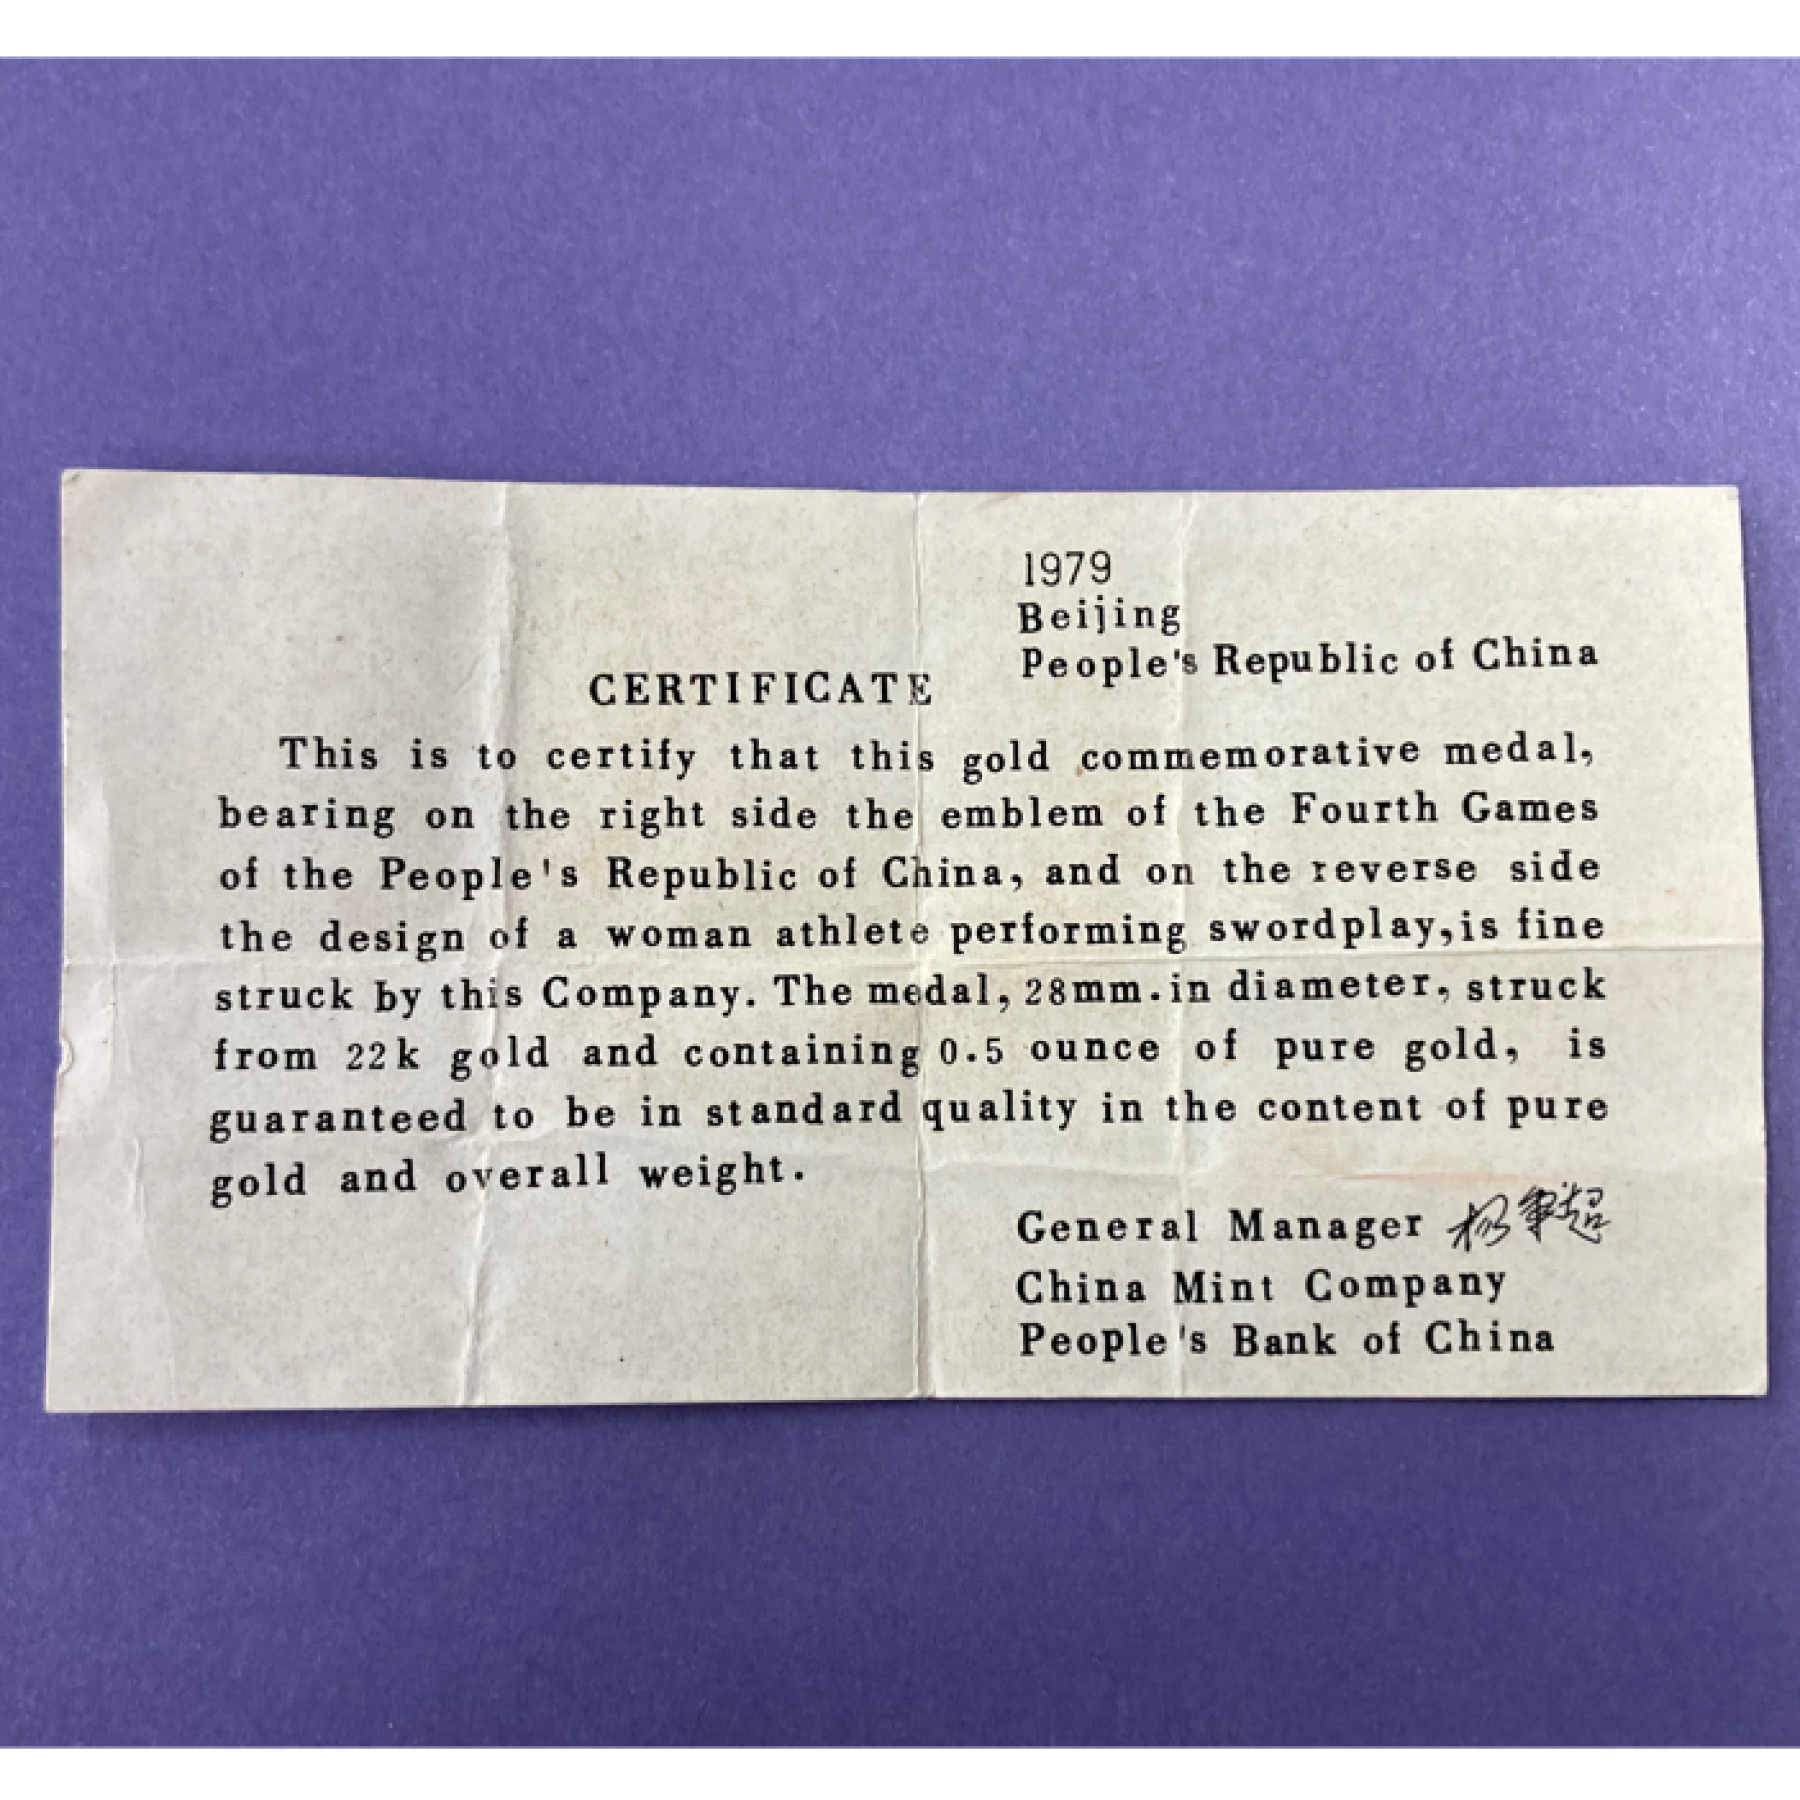 1979
Beijing
People's Republic of China
CERTIFICATE
This is to certify that this gold commemorative medal,
bearing on the right side the emblem of the Fourth Games
of the People's Republic of China, and on the reverse side
the design of a woman athlete performing swordplay,is fine
struck by this Company. The medal, 28mm.in diameter, struck
from 22k gold and containing 0.5 ounce of pure gold, is
guaranteed to be in standard quality in the content of pure
gold and overall weight.
General Manager 杨秉超
China Mint Company
People's Bank of China